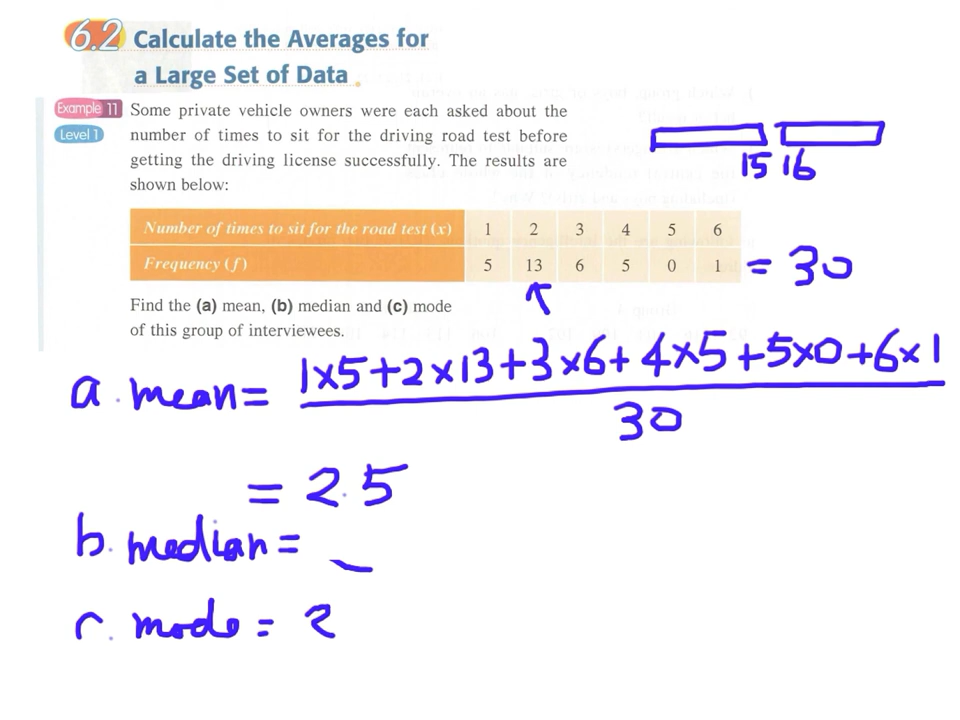 6.2 Calculate the Averages for
a Large Set of Data
Example 11 Some private vehicle owners were each asked about the
Level 1 number of times to sit for the driving road test before
getting the driving license successfully. The results are
shown below:
15 16
Number of times to sit for the road test (x) 1 2 3 4 5 6
Frequency (f) 5 13 6 5 0 1 = 30
Find the (a) mean, (b) median and (c) mode
of this group of interviewees.
a. mean = 1×5+2×13+3×6+4×5+5×0+6×1
30
= 2.5
b. median =
c. mode = 2